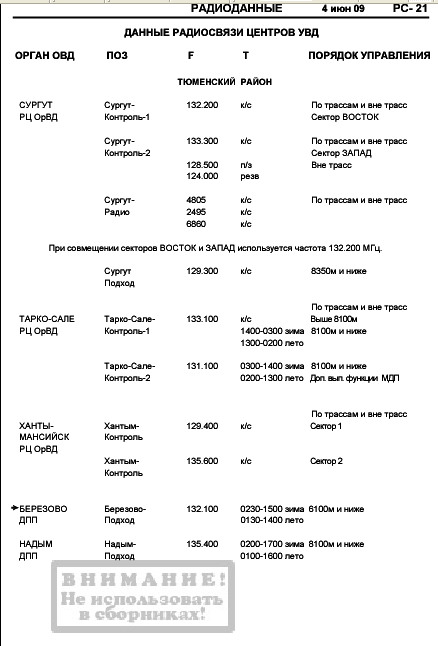 РАДИОДАННЫЕ 4 июн 09 РС- 21
ДАННЫЕ РАДИОСВЯЗИ ЦЕНТРОВ УВД
ОРГАН ОВД ПОЗ F T ПОРЯДОК УПРАВЛЕНИЯ
ТЮМЕНСКИЙ РАЙОН
СУРГУТ Сургут- 132.200 к/с По трассам и вне трасс
РЦ ОрВД Контроль-1 Сектор ВОСТОК
Сургут- 133.300 к/с По трассам и вне трасс
Контроль-2 Сектор ЗАПАД
128.500 п/з Вне трасс
124.000 резв
Сургут- 4805 к/с По трассам и вне трасс
Радио 2495 к/с
6860 к/с
При совмещении секторов ВОСТОК и ЗАПАД используется частота 132.200 МГц.
Сургут 129.300 к/с 8350м и ниже
Подход
По трассам и вне трасс
ТАРКО-САЛЕ Тарко-Сале- 133.100 к/с Выше 8100м
РЦ ОрВД Контроль-1 1400-0300 зима 8100м и ниже
1300-0200 лето
Тарко-Сале- 131.100 0300-1400 зима 8100м и ниже
Контроль-2 0200-1300 лето Доп. вып. функции МДП
По трассам и вне трасс
ХАНТЫ- Хантым- 129.400 к/с Сектор 1
МАНСИЙСК Контроль
РЦ ОрВД
Хантым- 135.600 к/с Сектор 2
Контроль
БЕРЕЗОВО Березово- 132.100 0230-1500 зима 6100м и ниже
ДПП Подход 0130-1400 лето
НАДЫМ Надым- 135.400 0200-1700 зима 8100м и ниже
ДПП Подход 0100-1600 лето
ВНИМАНИЕ!
Не использовать
в сборниках!